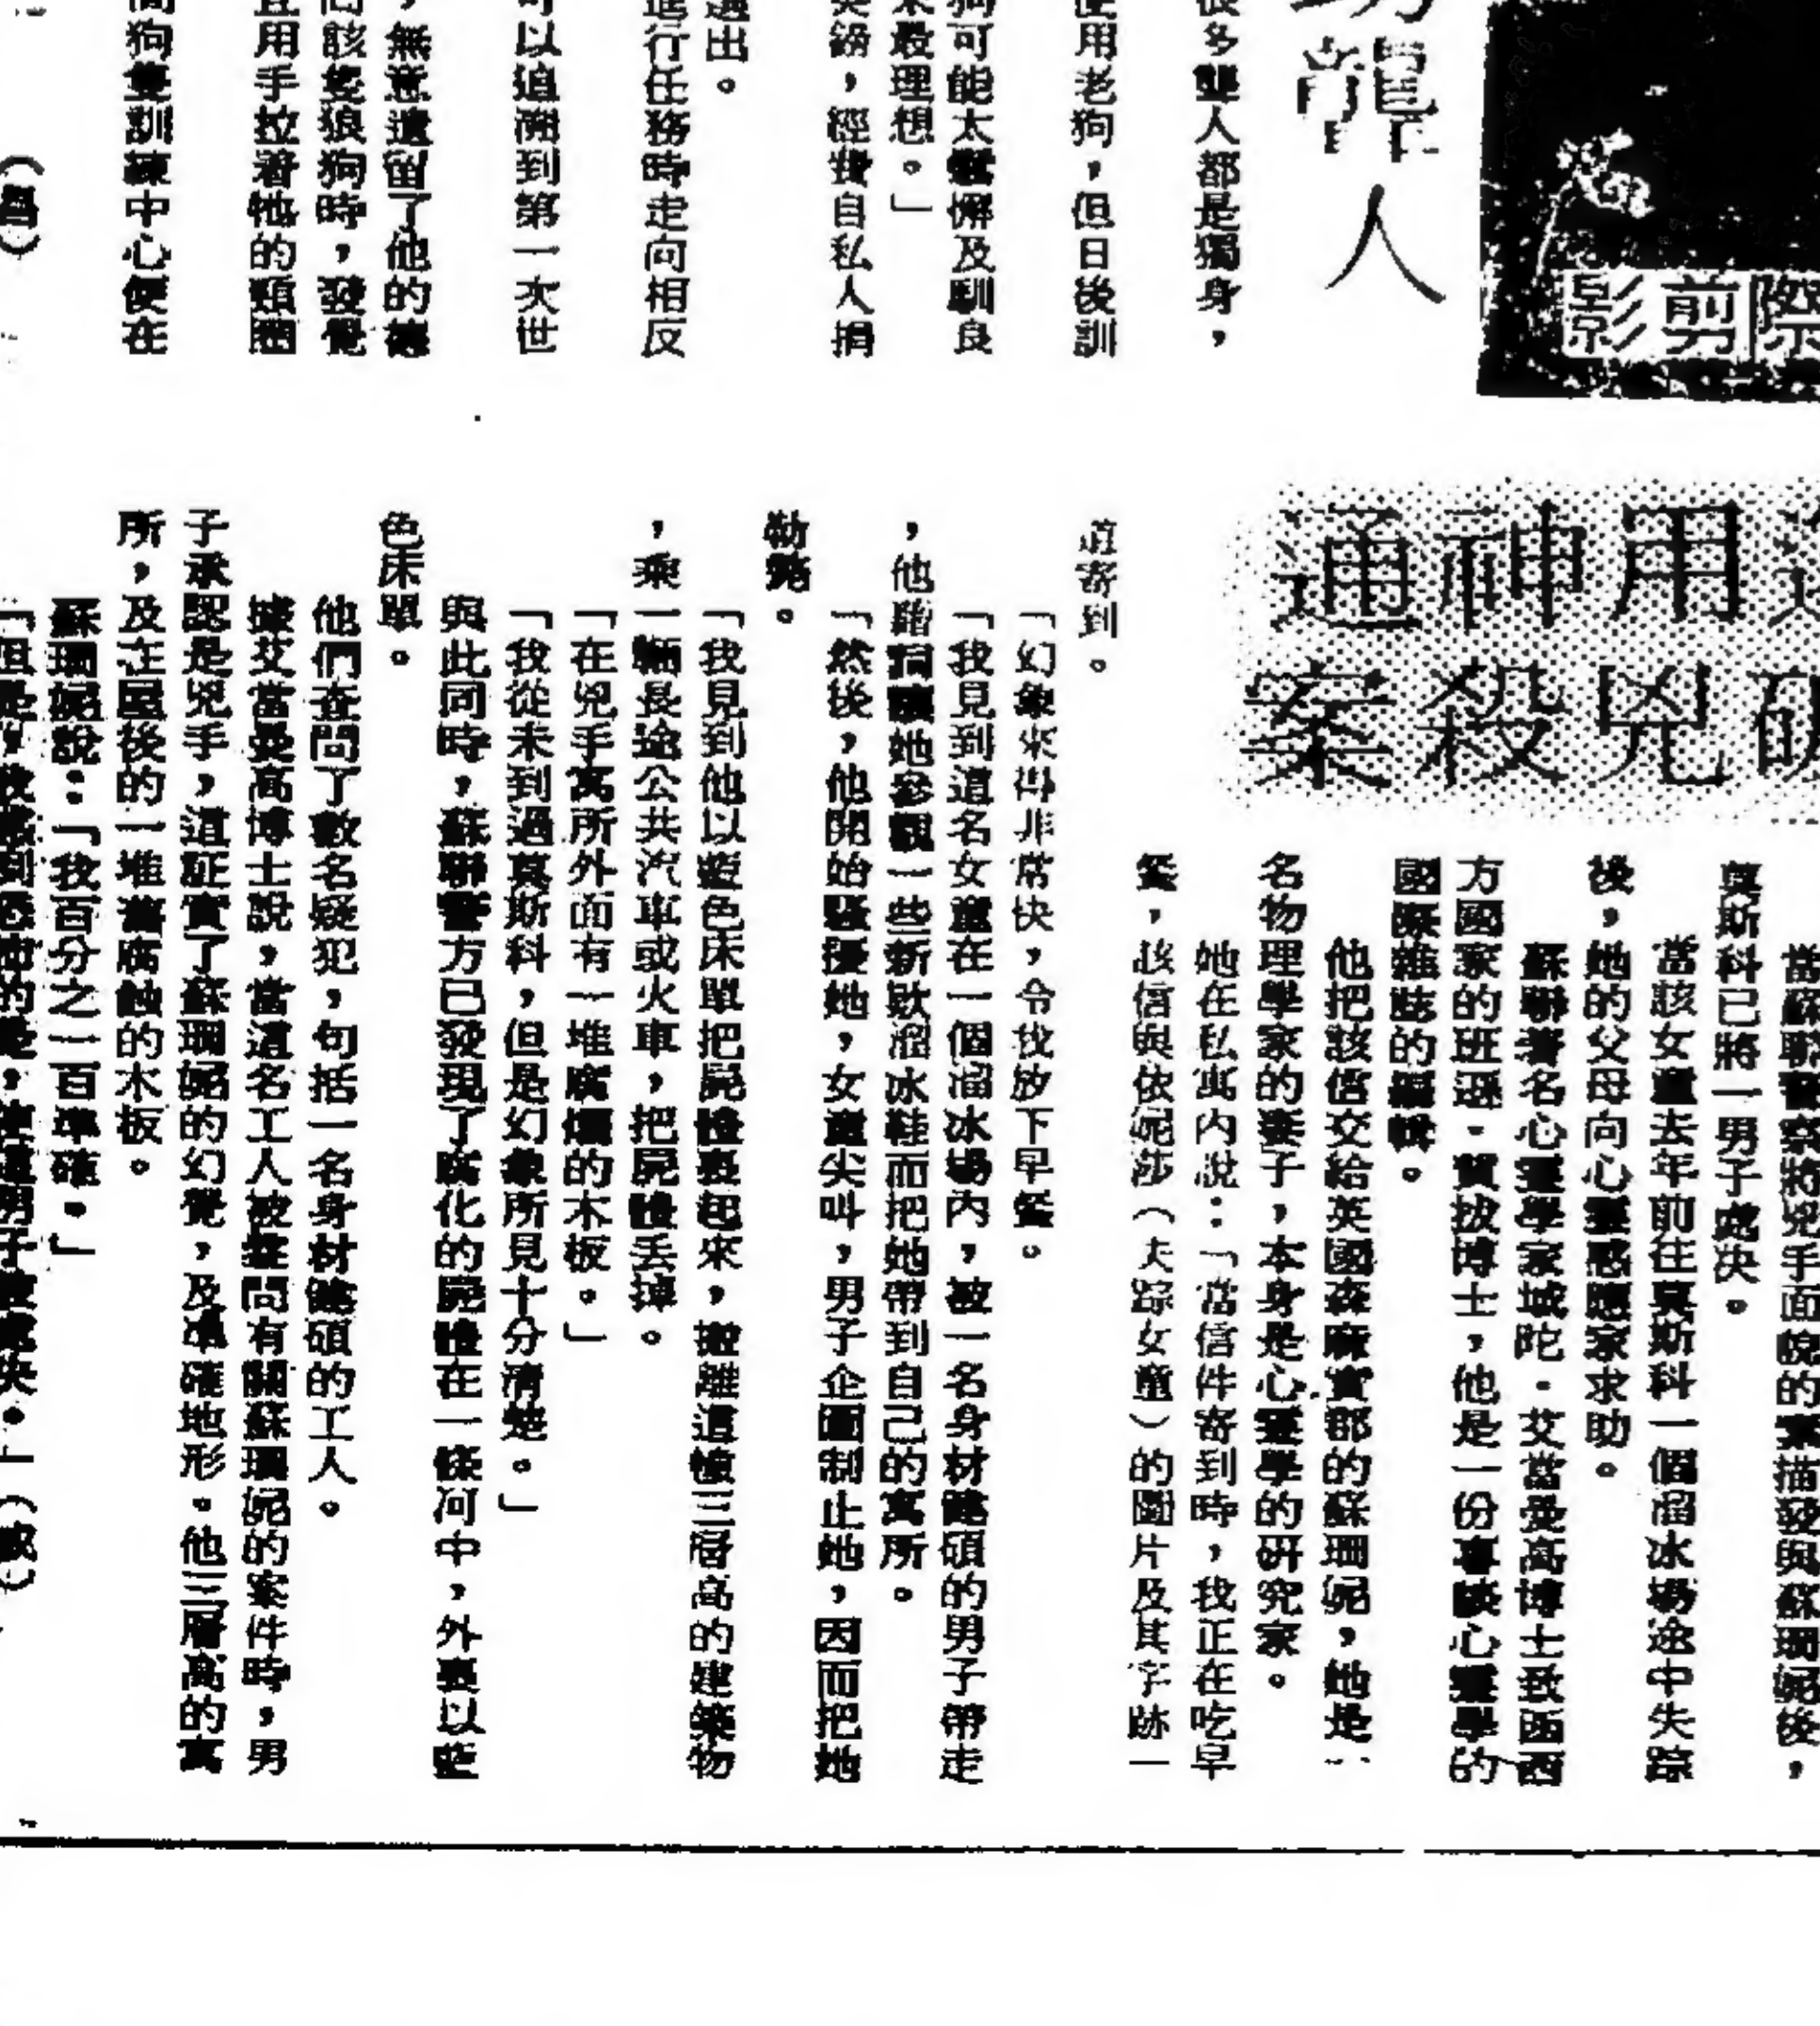 際剪影
聾人
很多聾人都是獨身，
使用老狗，但日後訓
狗可能太懶懈及馴良
來最理想。」
英鎊，經費自私人捐
選出。
進行任務時走向相反
可以追溯到第一次世
，無意遺留了他的德
問該隻狼狗時，發覺
且用手拉着牠的頸圈
間狗隻訓練中心便在
用神通
破兇殺案
當蘇聯警察將兇手面貌的素描發與蘇珊妮後，
莫斯科已將一男子處决。
當該女童去年前往莫斯科一個溜冰場途中失踪
後，她的父母向心靈感應家求助。
蘇聯著名心靈學家域陀·艾當曼高博士致函西
方國家的班遜·賀拔博士，他是一份專談心靈學的
國際雜誌的編輯。
他把該信交給英國森麻實郡的蘇珊妮，她是一
名物理學家的妻子，本身是心靈學的研究家。
她在私寓內說：「當信件寄到時，我正在吃早
餐，該信與依妮莎（失踪女童）的圖片及其字跡一
道寄到。
「幻象來得非常快，令我放下早餐。
「我見到這名女童在一個溜冰場內，被一名身材健碩的男子帶走
，他躊躇讓她參觀一些新欵溜冰鞋而把她帶到自己的寓所。
「然後，他開始騷擾她，女童尖叫，男子企圖制止她，因而把她
勒斃。
「我見到他以藍色床單把屍體裹起來，搬離這幢三層高的建築物
，乘一輛長途公共汽車或火車，把屍體丢掉。
「在兇手寓所外面有一堆腐爛的木板。」
「我從未到過莫斯科，但是幻象所見十分清楚。」
與此同時，蘇聯警方已發現了腐化的屍體在一條河中，外裹以藍
色床單。
他們查問了數名疑犯，包括一名身材健碩的工人。
據艾當曼高博士說，當這名工人被盤問有關蘇珊妮的案件時，男
子承認是兇手，這証實了蘇珊妮的幻覺，及準確地形。他三層高的寓
所，及在屋後的一堆舊腐蝕的木板。
蘇珊妮說：「我百分之一百準確。」